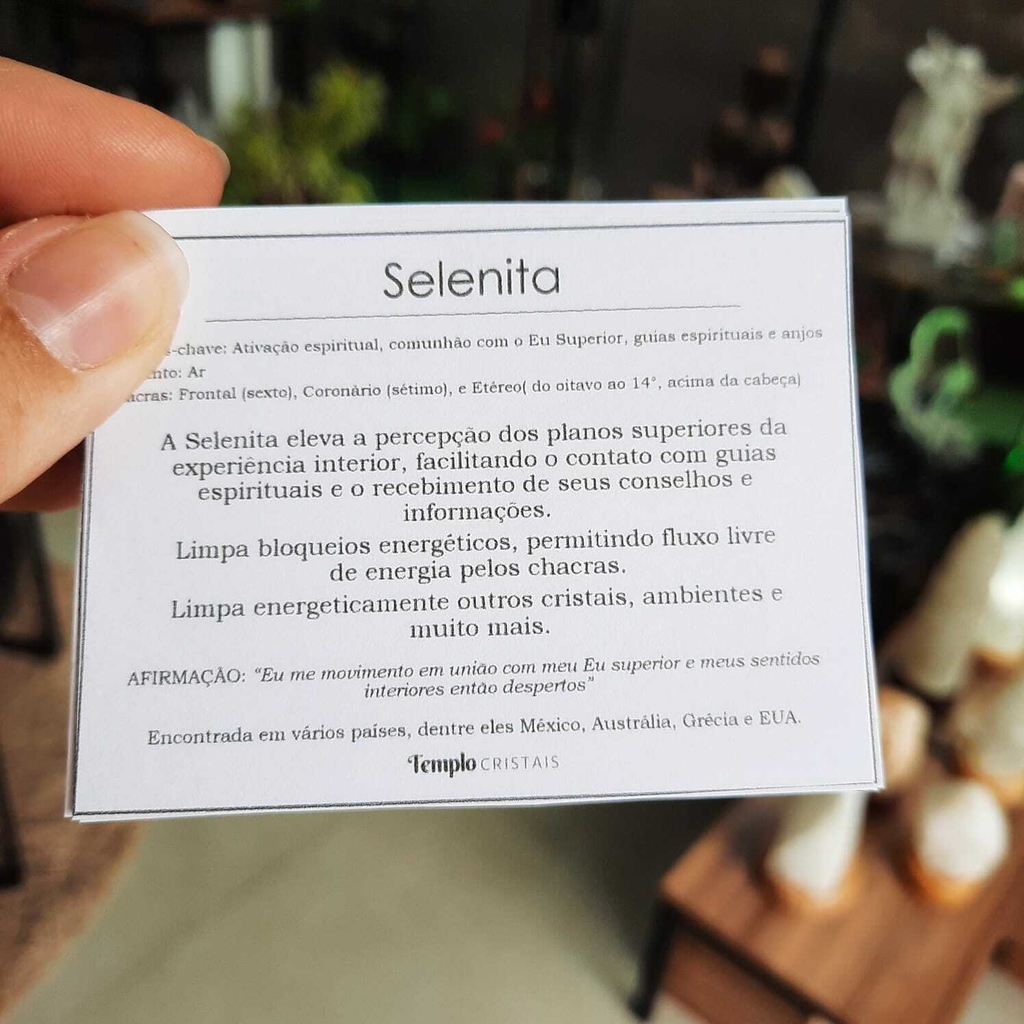 Selenita
s-chave: Ativação espiritual, comunhão com o Eu Superior, guias espirituais e anjos
nto: Ar
acras: Frontal (sexto), Coronàrio (sétimo), e Etéreo( do oitavo ao 14°, acima da cabeça)
A Selenita eleva a percepção dos planos superiores da
experiência interior, facilitando o contato com guias
espirituais e o recebimento de seus conselhos e
informações.
Limpa bloqueios energéticos, permitindo fluxo livre
de energia pelos chacras.
Limpa energeticamente outros cristais, ambientes e
muito mais.
AFIRMAÇÃO: “Eu me movimento em união com meu Eu superior e meus sentidos
interiores então despertos”
Encontrada em vários países, dentre eles México, Austrália, Grécia e EUA.
Templo CRISTAIS